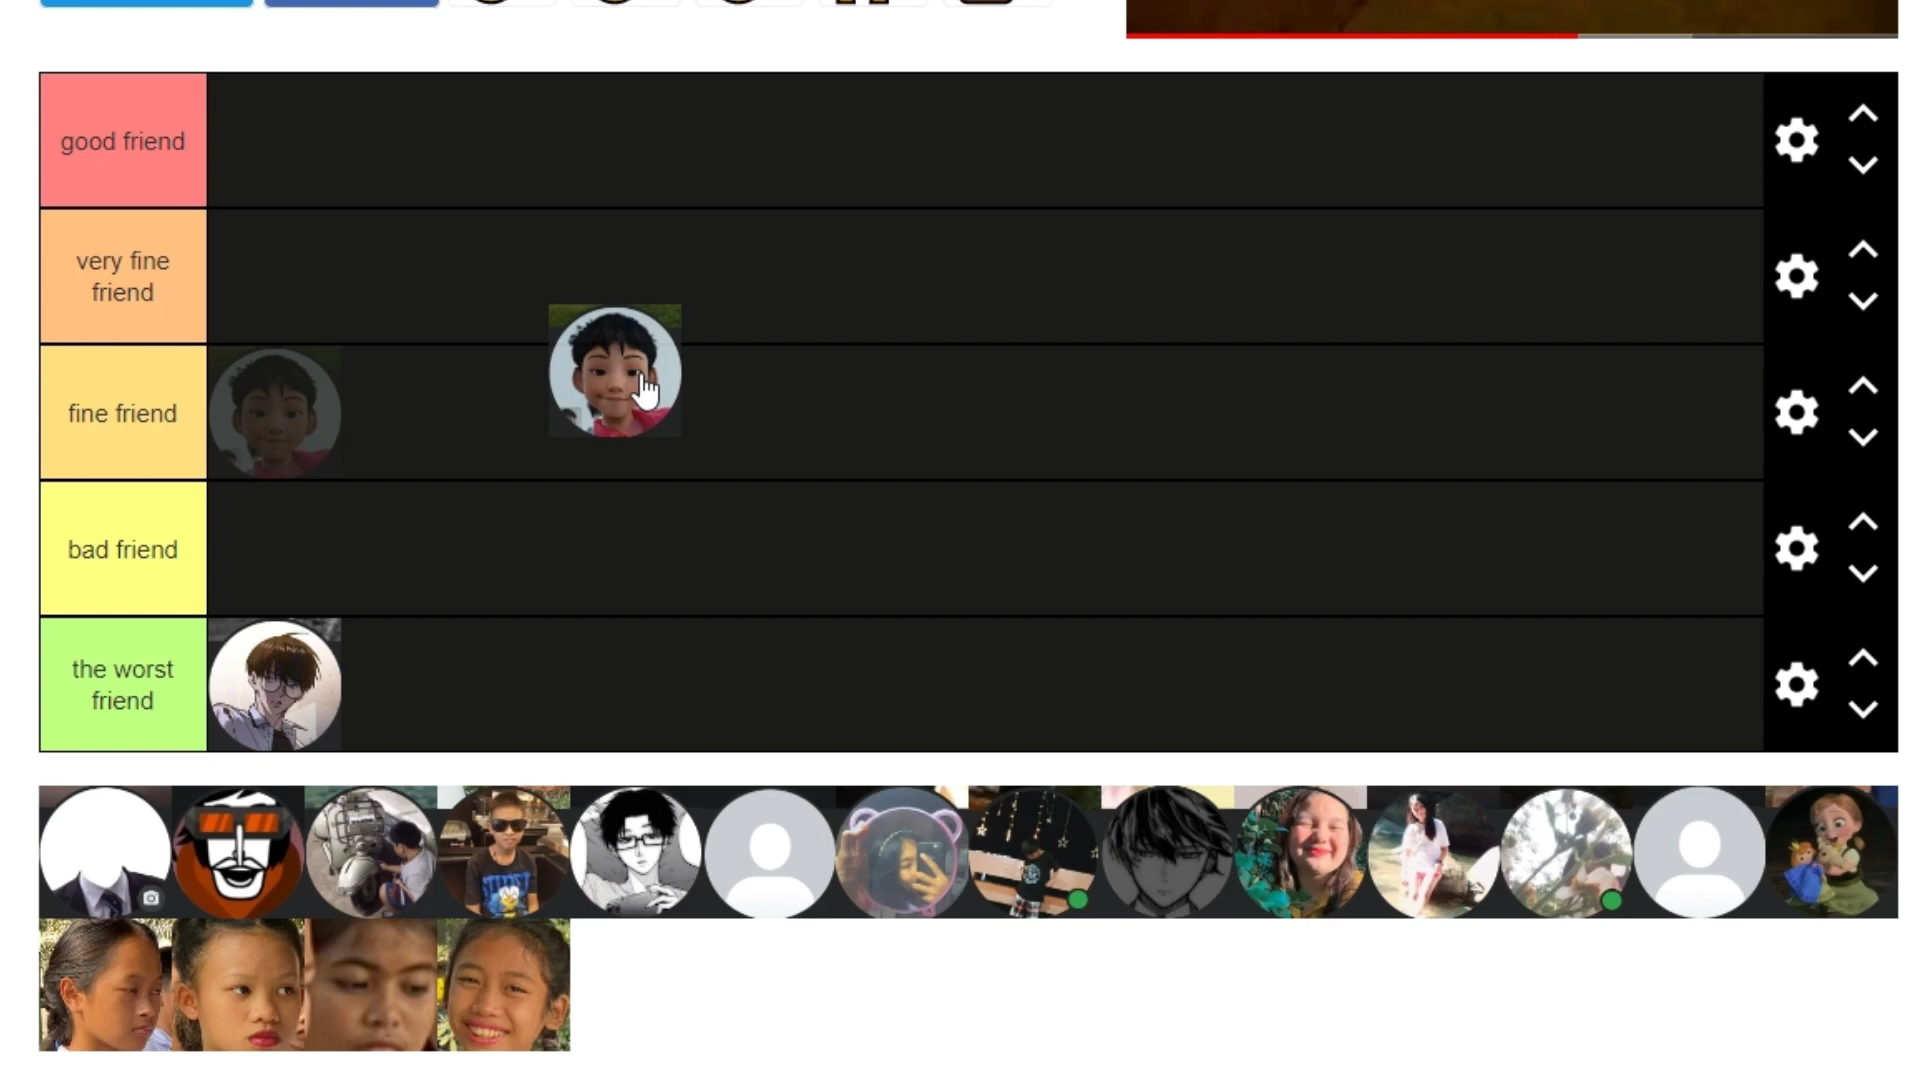 good friend
very fine
friend
fine friend
bad friend
the worst
friend